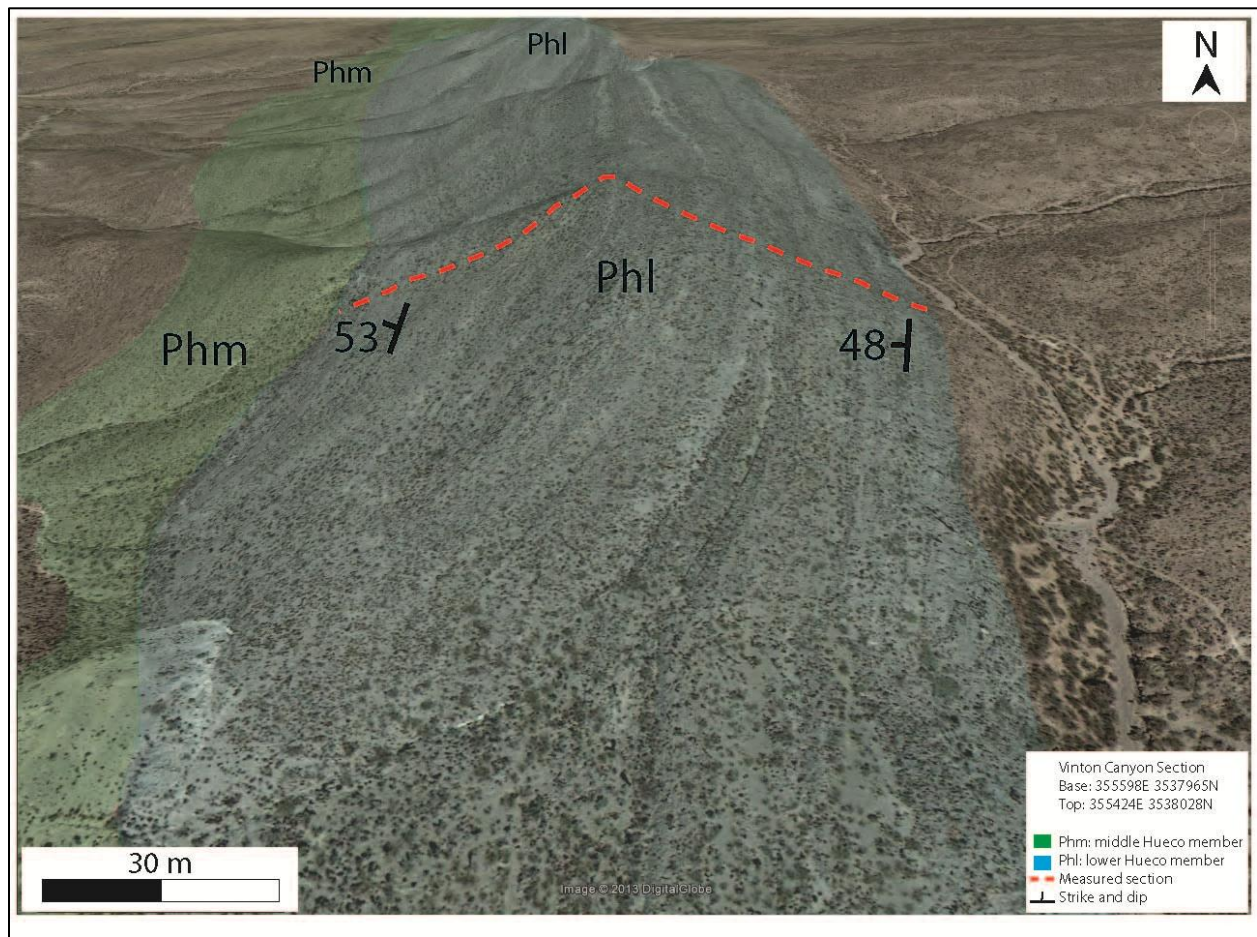 Phl
N
Phm
Phl
53
48
Phm
Vinton Canyon Section
Base: 355598E 3537965N
Top: 355424E 3538028N
Phm: middle Hueco member
Phl: lower Hueco member
Measured section
Strike and dip
30 m
Image © 2013 DigitalGlobe